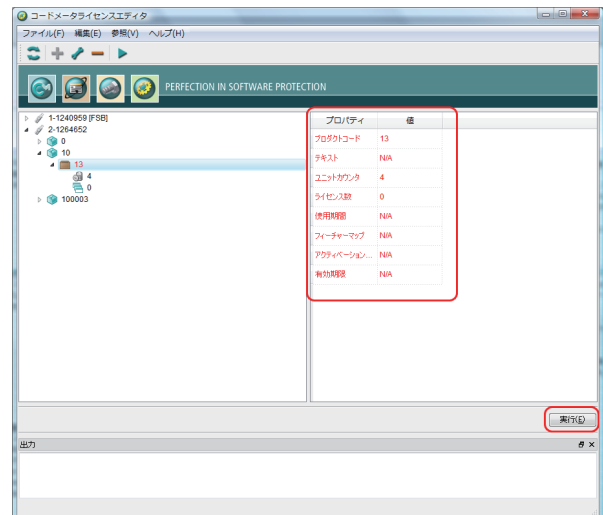 コードメータライセンスエディタ
ファイル(F) 編集(E) 参照(V) ヘルプ(H)
PERFECTION IN SOFTWARE PROTECTION
1-1240959 [FSB]
2-1264652
0
10
13
4
0
100003
プロパティ 値
プロダクトコード 13
テキスト N/A
ユニットカウンタ 4
ライセンス数 0
使用期限 N/A
フィーチャーマップ N/A
アクティベーション... N/A
有効期限 N/A
実行(E)
出力